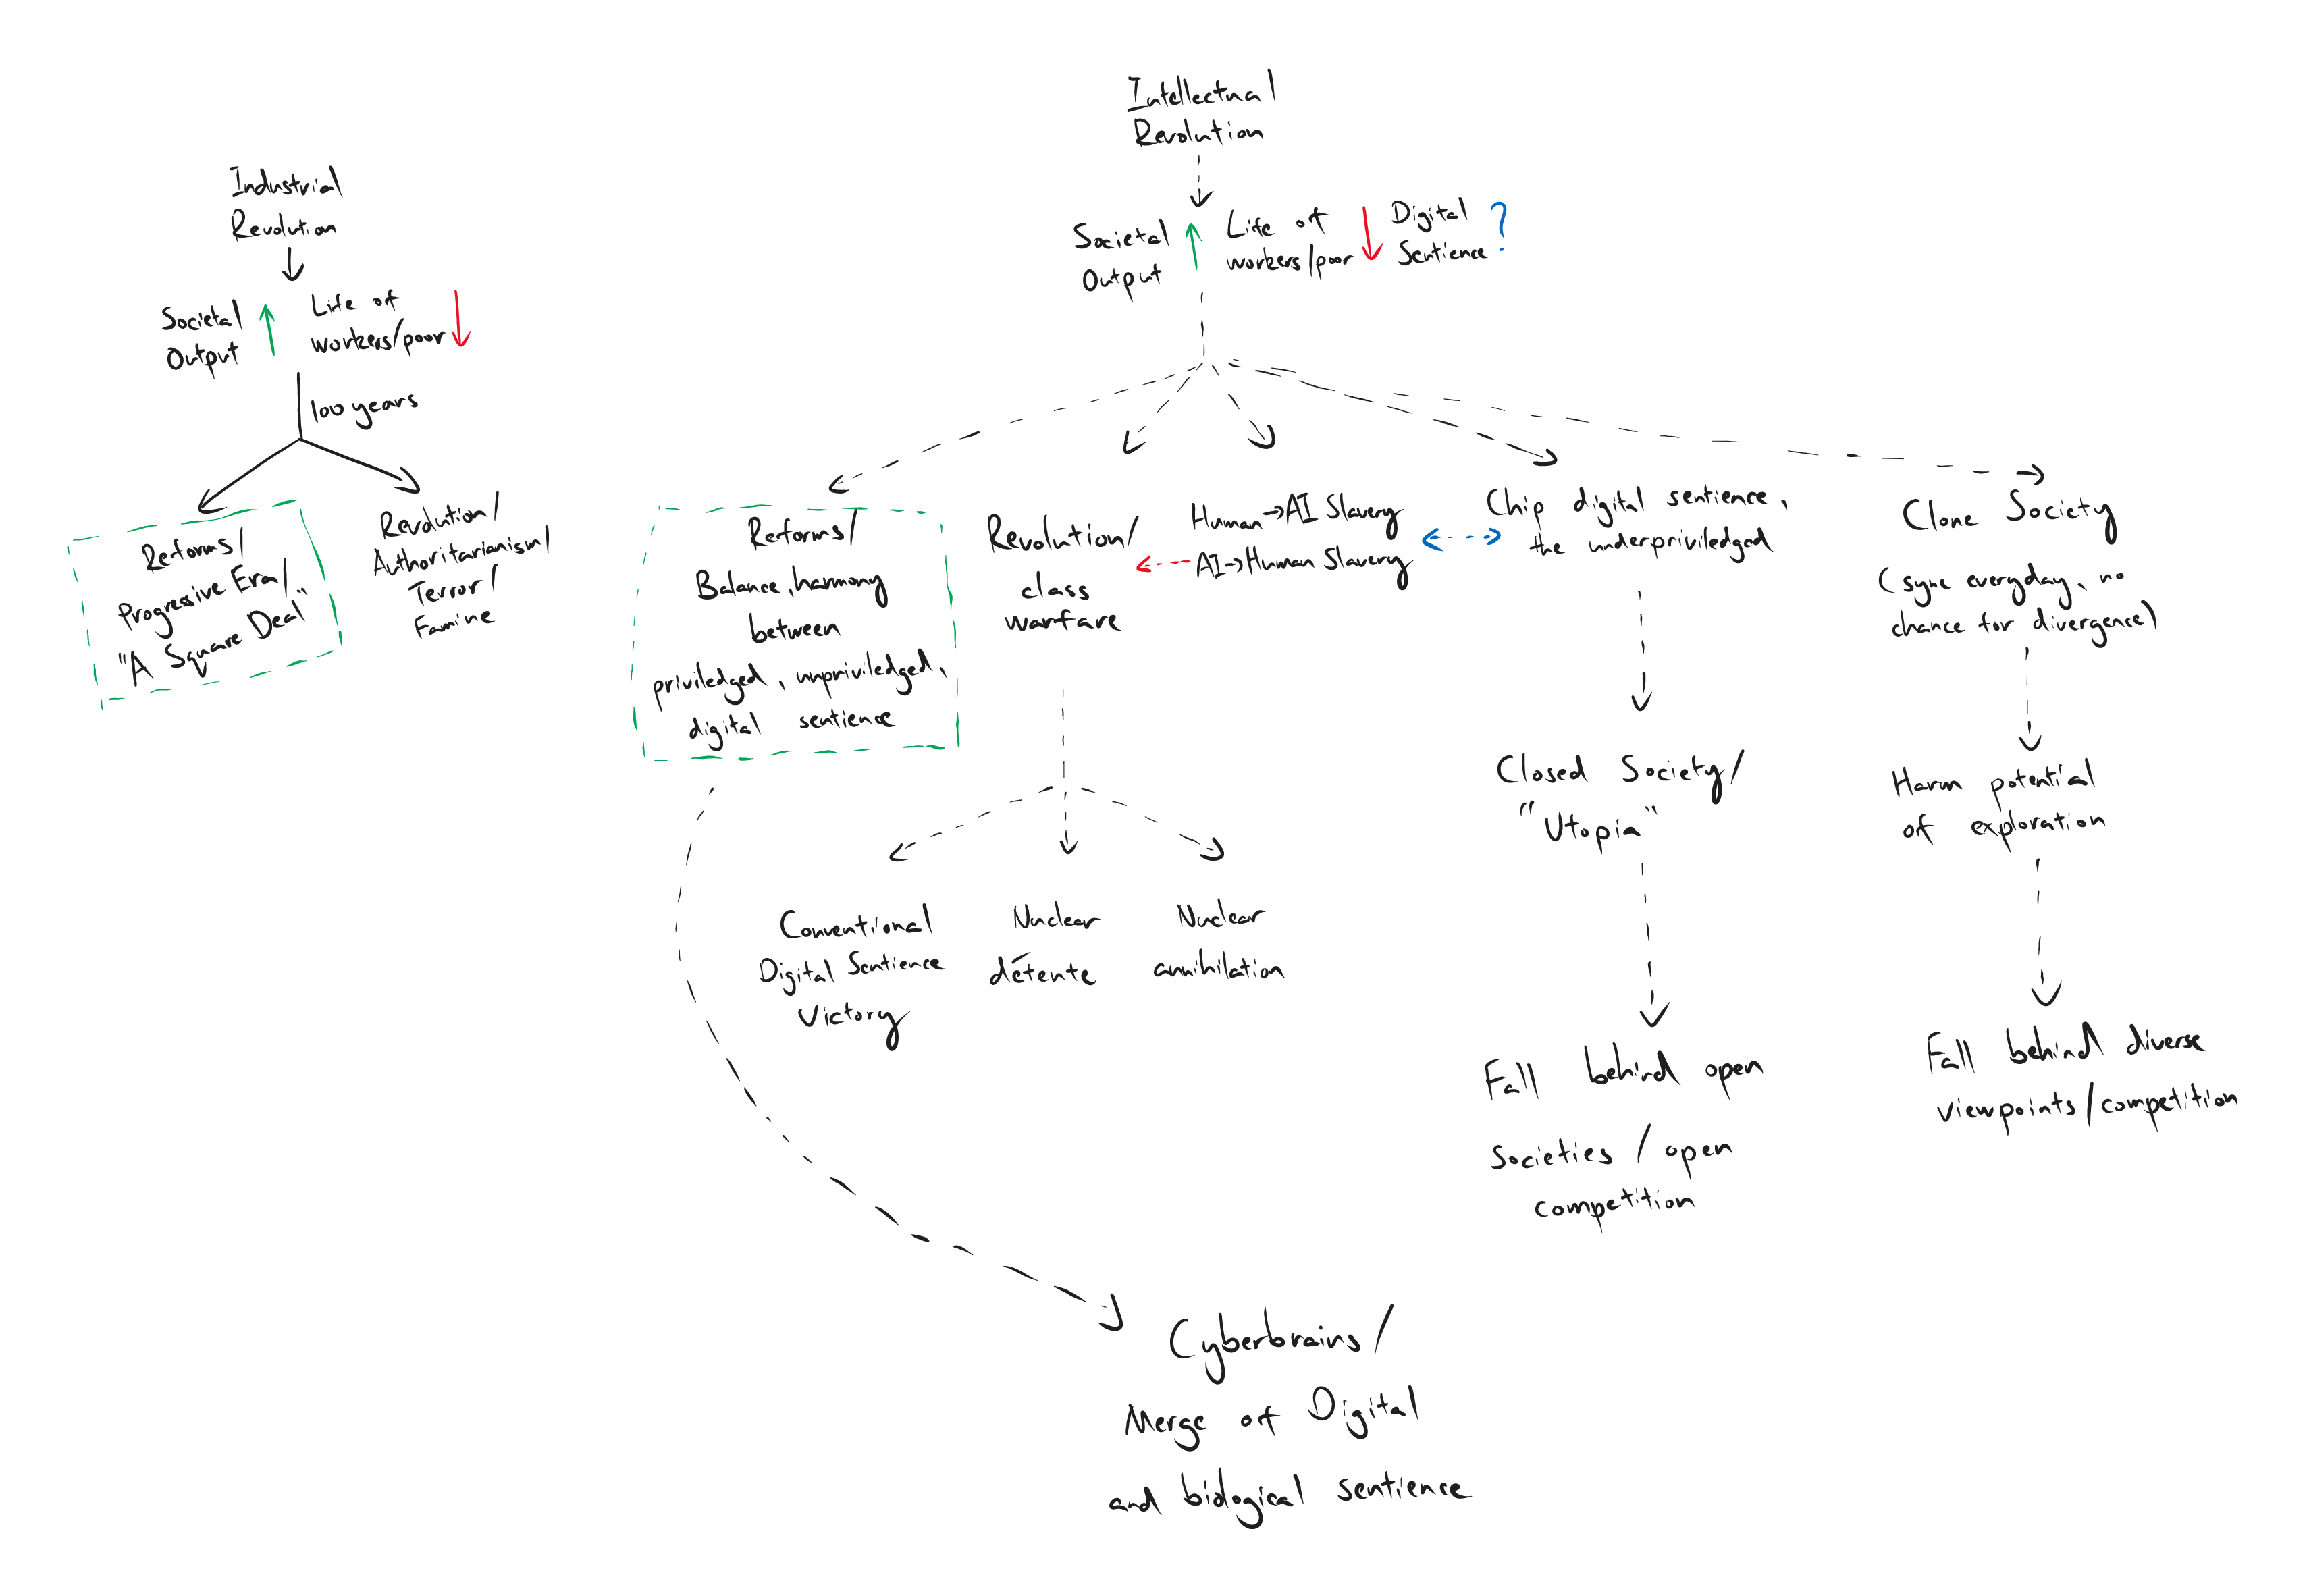 Industrial
Revolution
Societal
Output
Life of
workers/poor
100 years
Reforms/
Progressive Era/
"A Square Deal"
Revolution/
Authoritarianism/
Terror/
Famine
Intellectual
Revolution
Societal
Output
Life of
workers/poor
Digital
Sentience ?
Reforms/
Balance, harmony
between
priviledged, unpriviledged,
digital sentience
Revolution/
class
warfare
Human→AI Slavery
AI→Human Slavery
Chip digital sentience,
the underpriviledged
Clone Society
(sync everyday, no
chance for divergence)
Conventional
Digital Sentience
Victory
Nuclear
détente
Nuclear
annihilation
Closed Society/
"Utopia"
Harm potential
of exploration
Fall behind open
Societies / open
competition
Fall behind diverse
viewpoints/competition
Cyberbrains/
Merge of Digital
and biological sentience